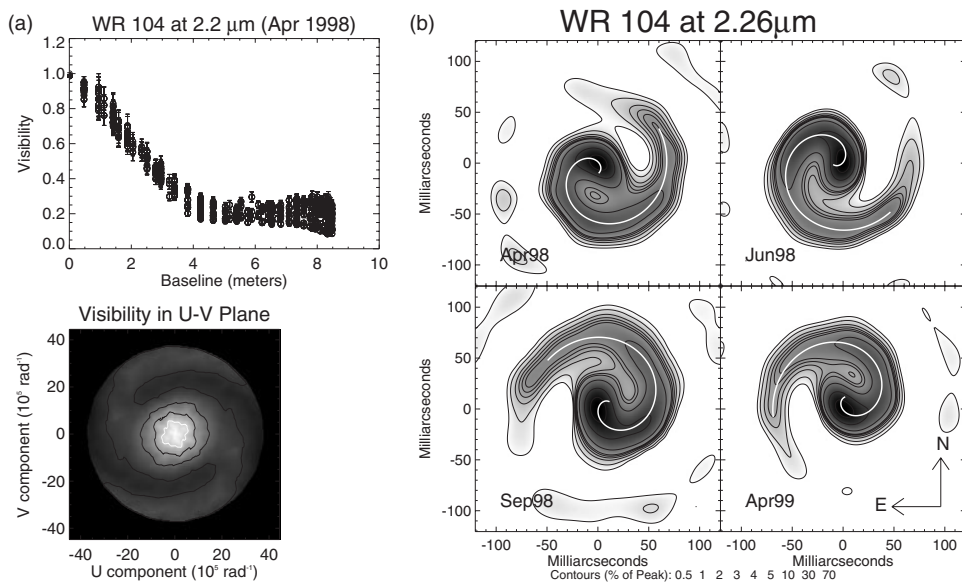 (a)
WR 104 at 2.2 μm (Apr 1998)
1.2
1.0
0.8
0.6
0.4
0.2
0.0
Visibility
0 2 4 6 8 10
Baseline (meters)
Visibility in U-V Plane
40
20
0
-20
-40
V component (10⁵ rad⁻¹)
-40 -20 0 20 40
U component (10⁵ rad⁻¹)
(b)
WR 104 at 2.26μm
100
50
0
-50
-100
Milliarcseconds
Apr98
Jun98
100
50
0
-50
-100
Milliarcseconds
Sep98
Apr99
N
E
-100 -50 0 50 100
-100 -50 0 50 100
Milliarcseconds
Milliarcseconds
Contours (% of Peak): 0.5 1 2 3 4 5 10 30 70